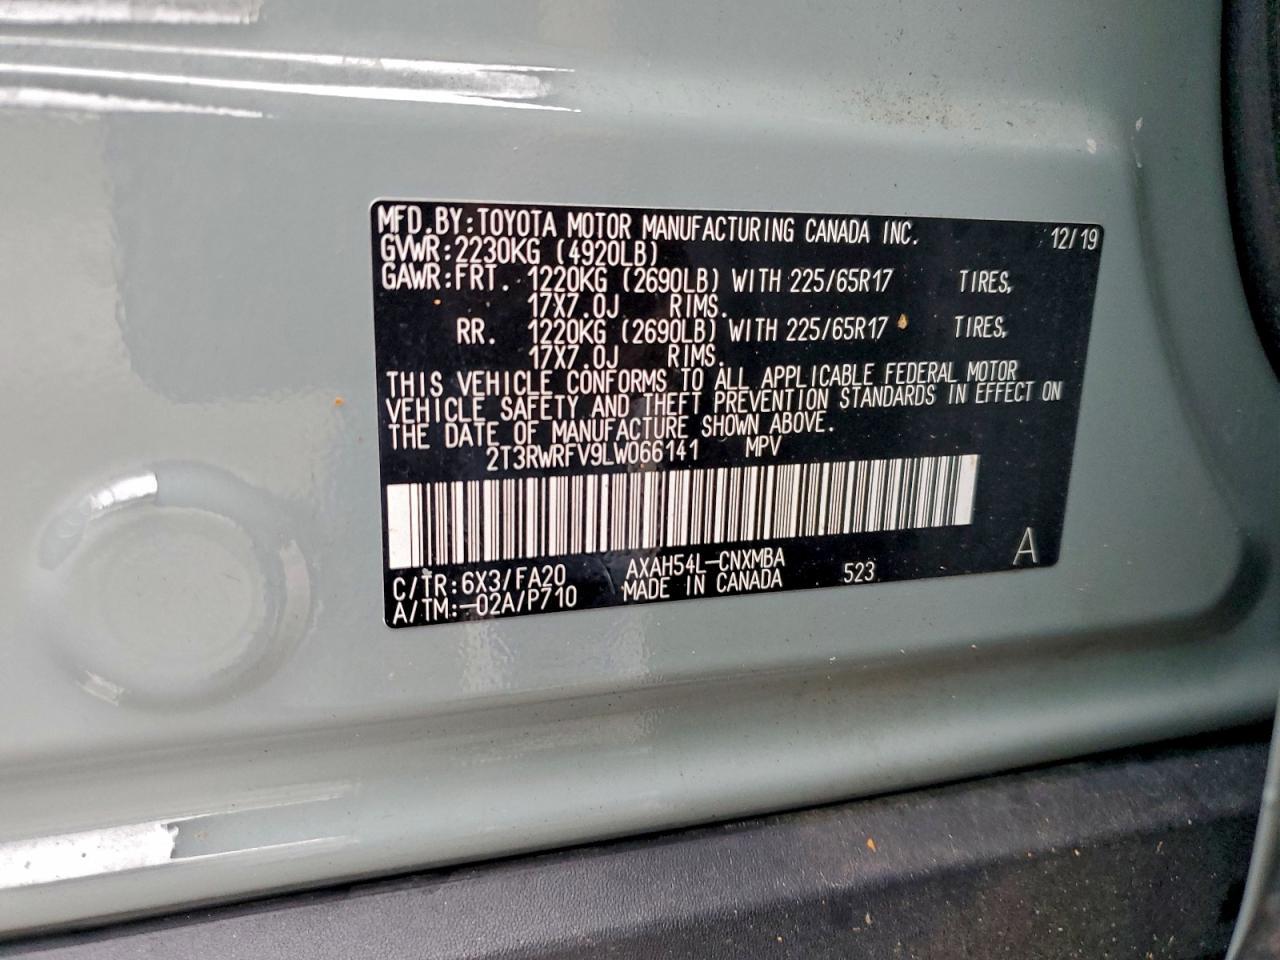 MFD.BY:TOYOTA MOTOR MANUFACTURING CANADA INC. 12/19
GVWR:2230KG (4920LB)
GAWR:FRT. 1220KG (2690LB) WITH 225/65R17 TIRES,
17X7.0J RIMS.
RR. 1220KG (2690LB) WITH 225/65R17 TIRES,
17X7.0J RIMS.
THIS VEHICLE CONFORMS TO ALL APPLICABLE FEDERAL MOTOR
VEHICLE SAFETY AND THEFT PREVENTION STANDARDS IN EFFECT ON
THE DATE OF MANUFACTURE SHOWN ABOVE.
2T3RWRFV9LW066141 MPV
C/TR:6X3/FA20 AXAH54L-CNXMBA 523 A
A/TM:-02A/P710 MADE IN CANADA